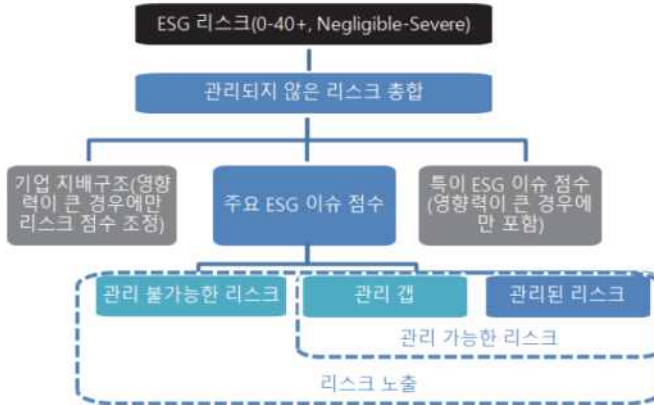 ESG 리스크(0-40+, Negligible-Severe)
관리되지 않은 리스크 총합
기업 지배구조(영향
력이 큰 경우에만
리스크 점수 조정)
주요 ESG 이슈 점수
특이 ESG 이슈 점수
(영향력이 큰 경우에
만 포함)
관리 불가능한 리스크
관리 갭
관리된 리스크
관리 가능한 리스크
리스크 노출